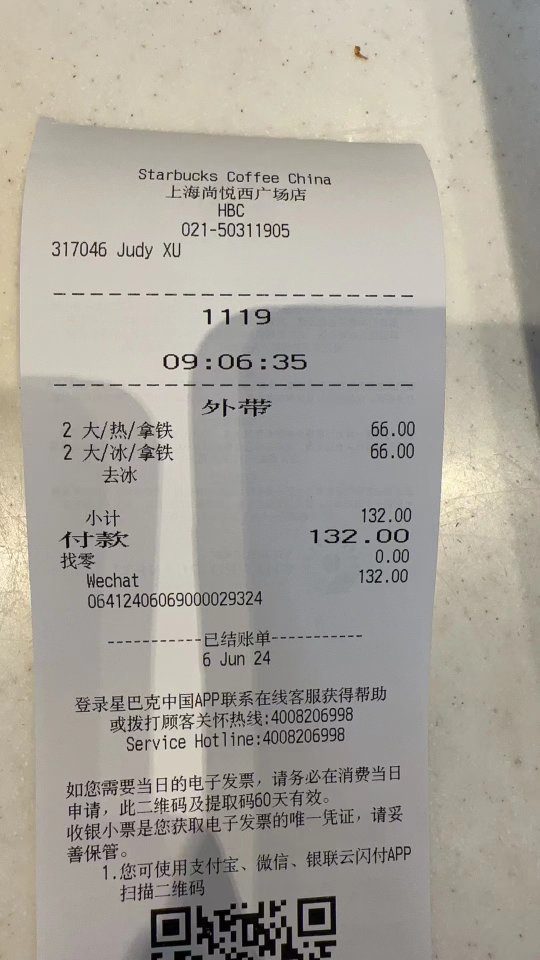 Starbucks Coffee China
上海尚悦西广场店
HBC
021-50311905
317046 Judy XU
1119
09:06:35
外带
2 大/热/拿铁 66.00
2 大/冰/拿铁 66.00
去冰
小计 132.00
付款 132.00
找零 0.00
Wechat 132.00
06412406069000029324
-----------已结账单-----------
6 Jun 24
登录星巴克中国APP联系在线客服获得帮助
或拨打顾客关怀热线:4008206998
Service Hotline:4008206998
如您需要当日的电子发票，请务必在消费当日
申请，此二维码及提取码60天有效。
收银小票是您获取电子发票的唯一凭证，请妥
善保管。
1.您可使用支付宝、微信、银联云闪付APP
扫描二维码